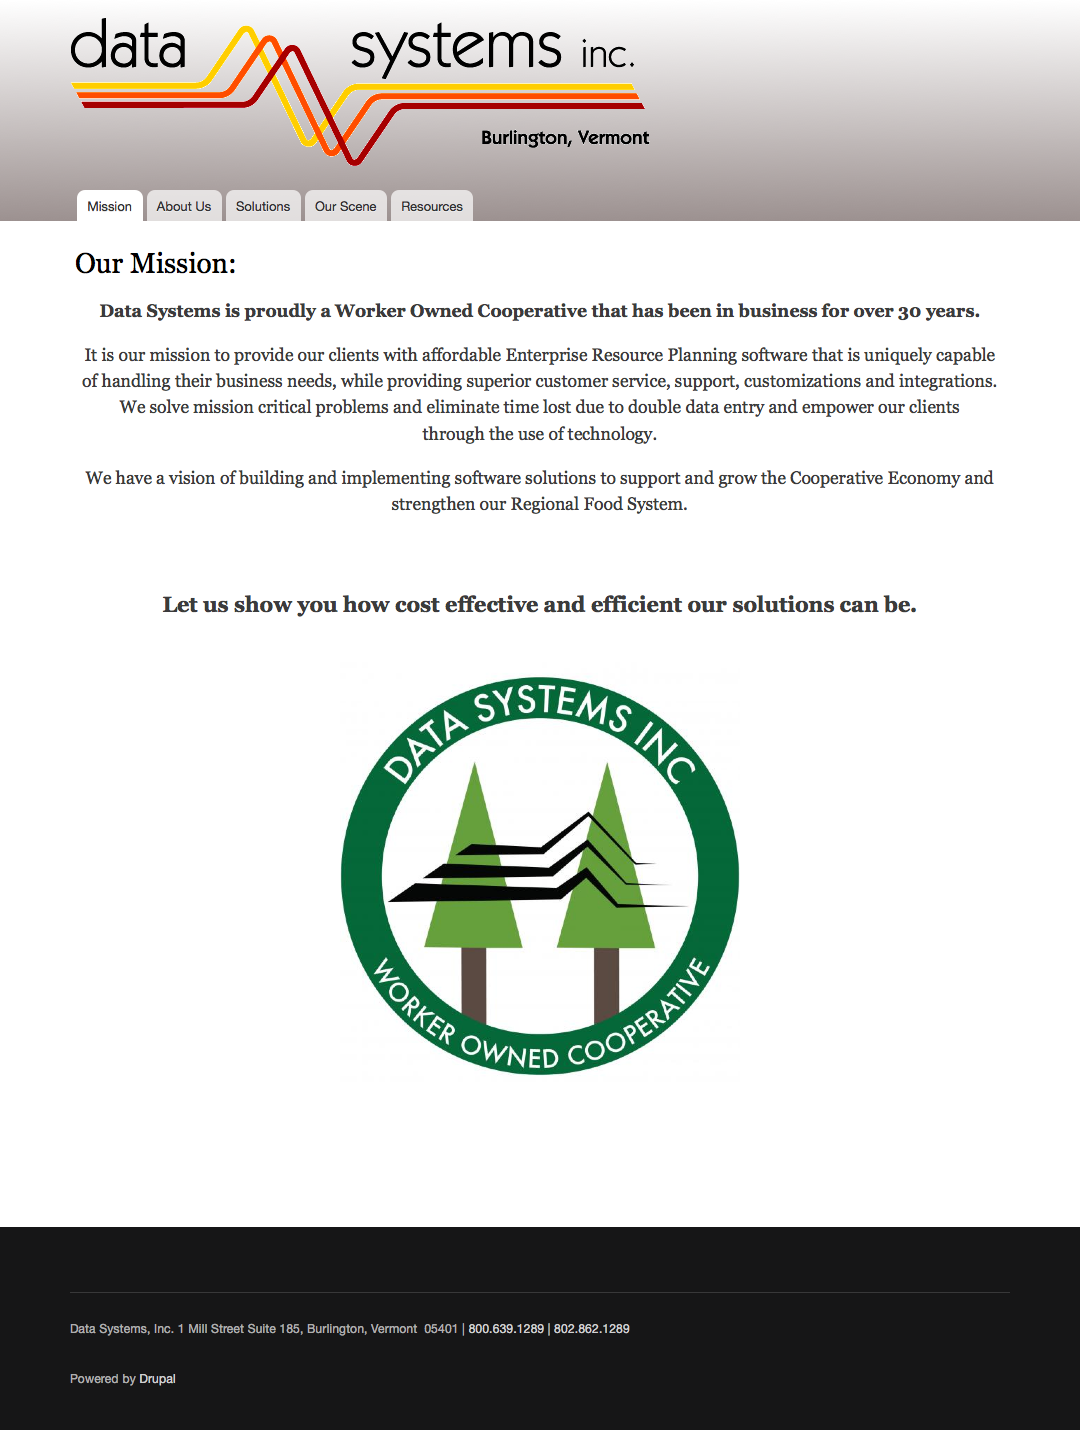 data systems inc.
Burlington, Vermont
Mission About Us Solutions Our Scene Resources
Our Mission:
Data Systems is proudly a Worker Owned Cooperative that has been in business for over 30 years.
It is our mission to provide our clients with affordable Enterprise Resource Planning software that is uniquely capable
of handling their business needs, while providing superior customer service, support, customizations and integrations.
We solve mission critical problems and eliminate time lost due to double data entry and empower our clients
through the use of technology.
We have a vision of building and implementing software solutions to support and grow the Cooperative Economy and
strengthen our Regional Food System.
Let us show you how cost effective and efficient our solutions can be.
DATA SYSTEMS INC
WORKER OWNED COOPERATIVE
Data Systems, Inc. 1 Mill Street Suite 185, Burlington, Vermont  05401 | 800.639.1289 | 802.862.1289
Powered by Drupal